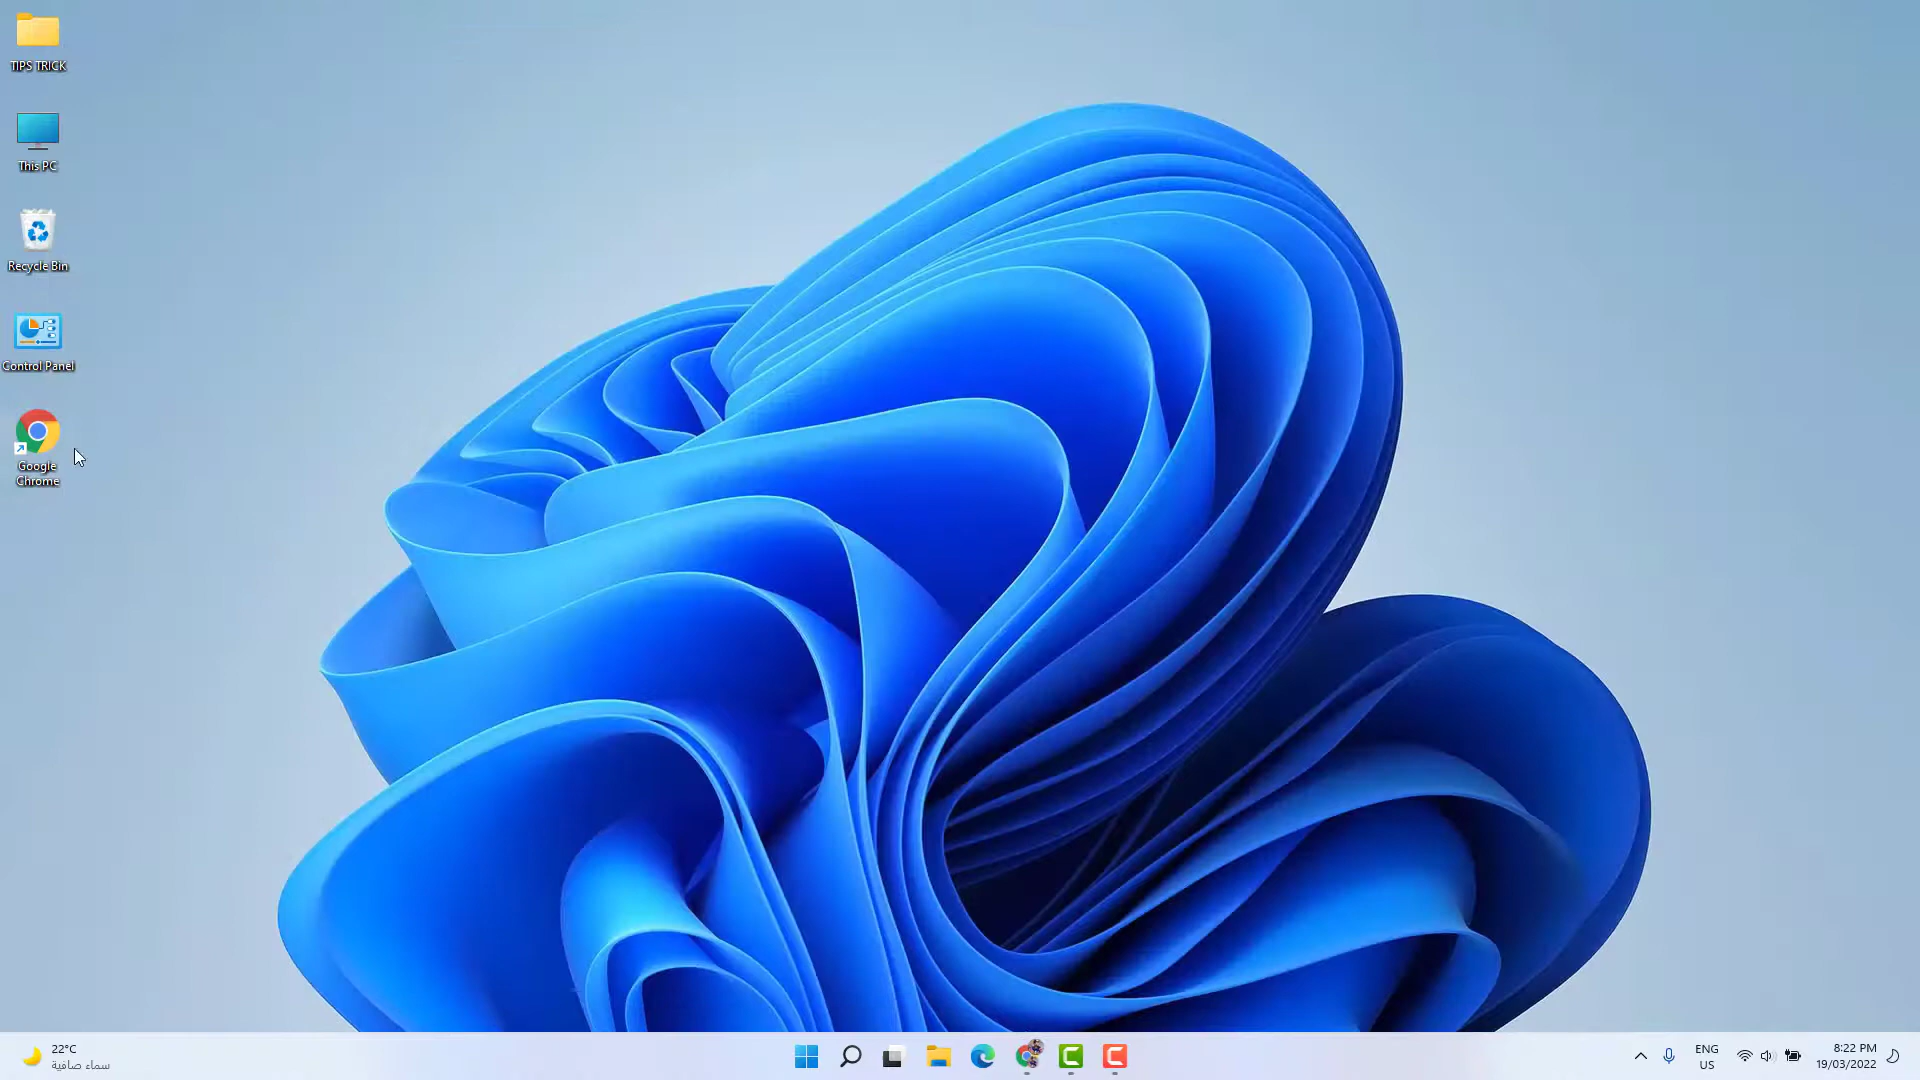 TIPS TRICK
This PC
Recycle Bin
Control Panel
Google
Chrome
22°C
سماء صافية
ENG
US
8:22 PM
19/03/2022